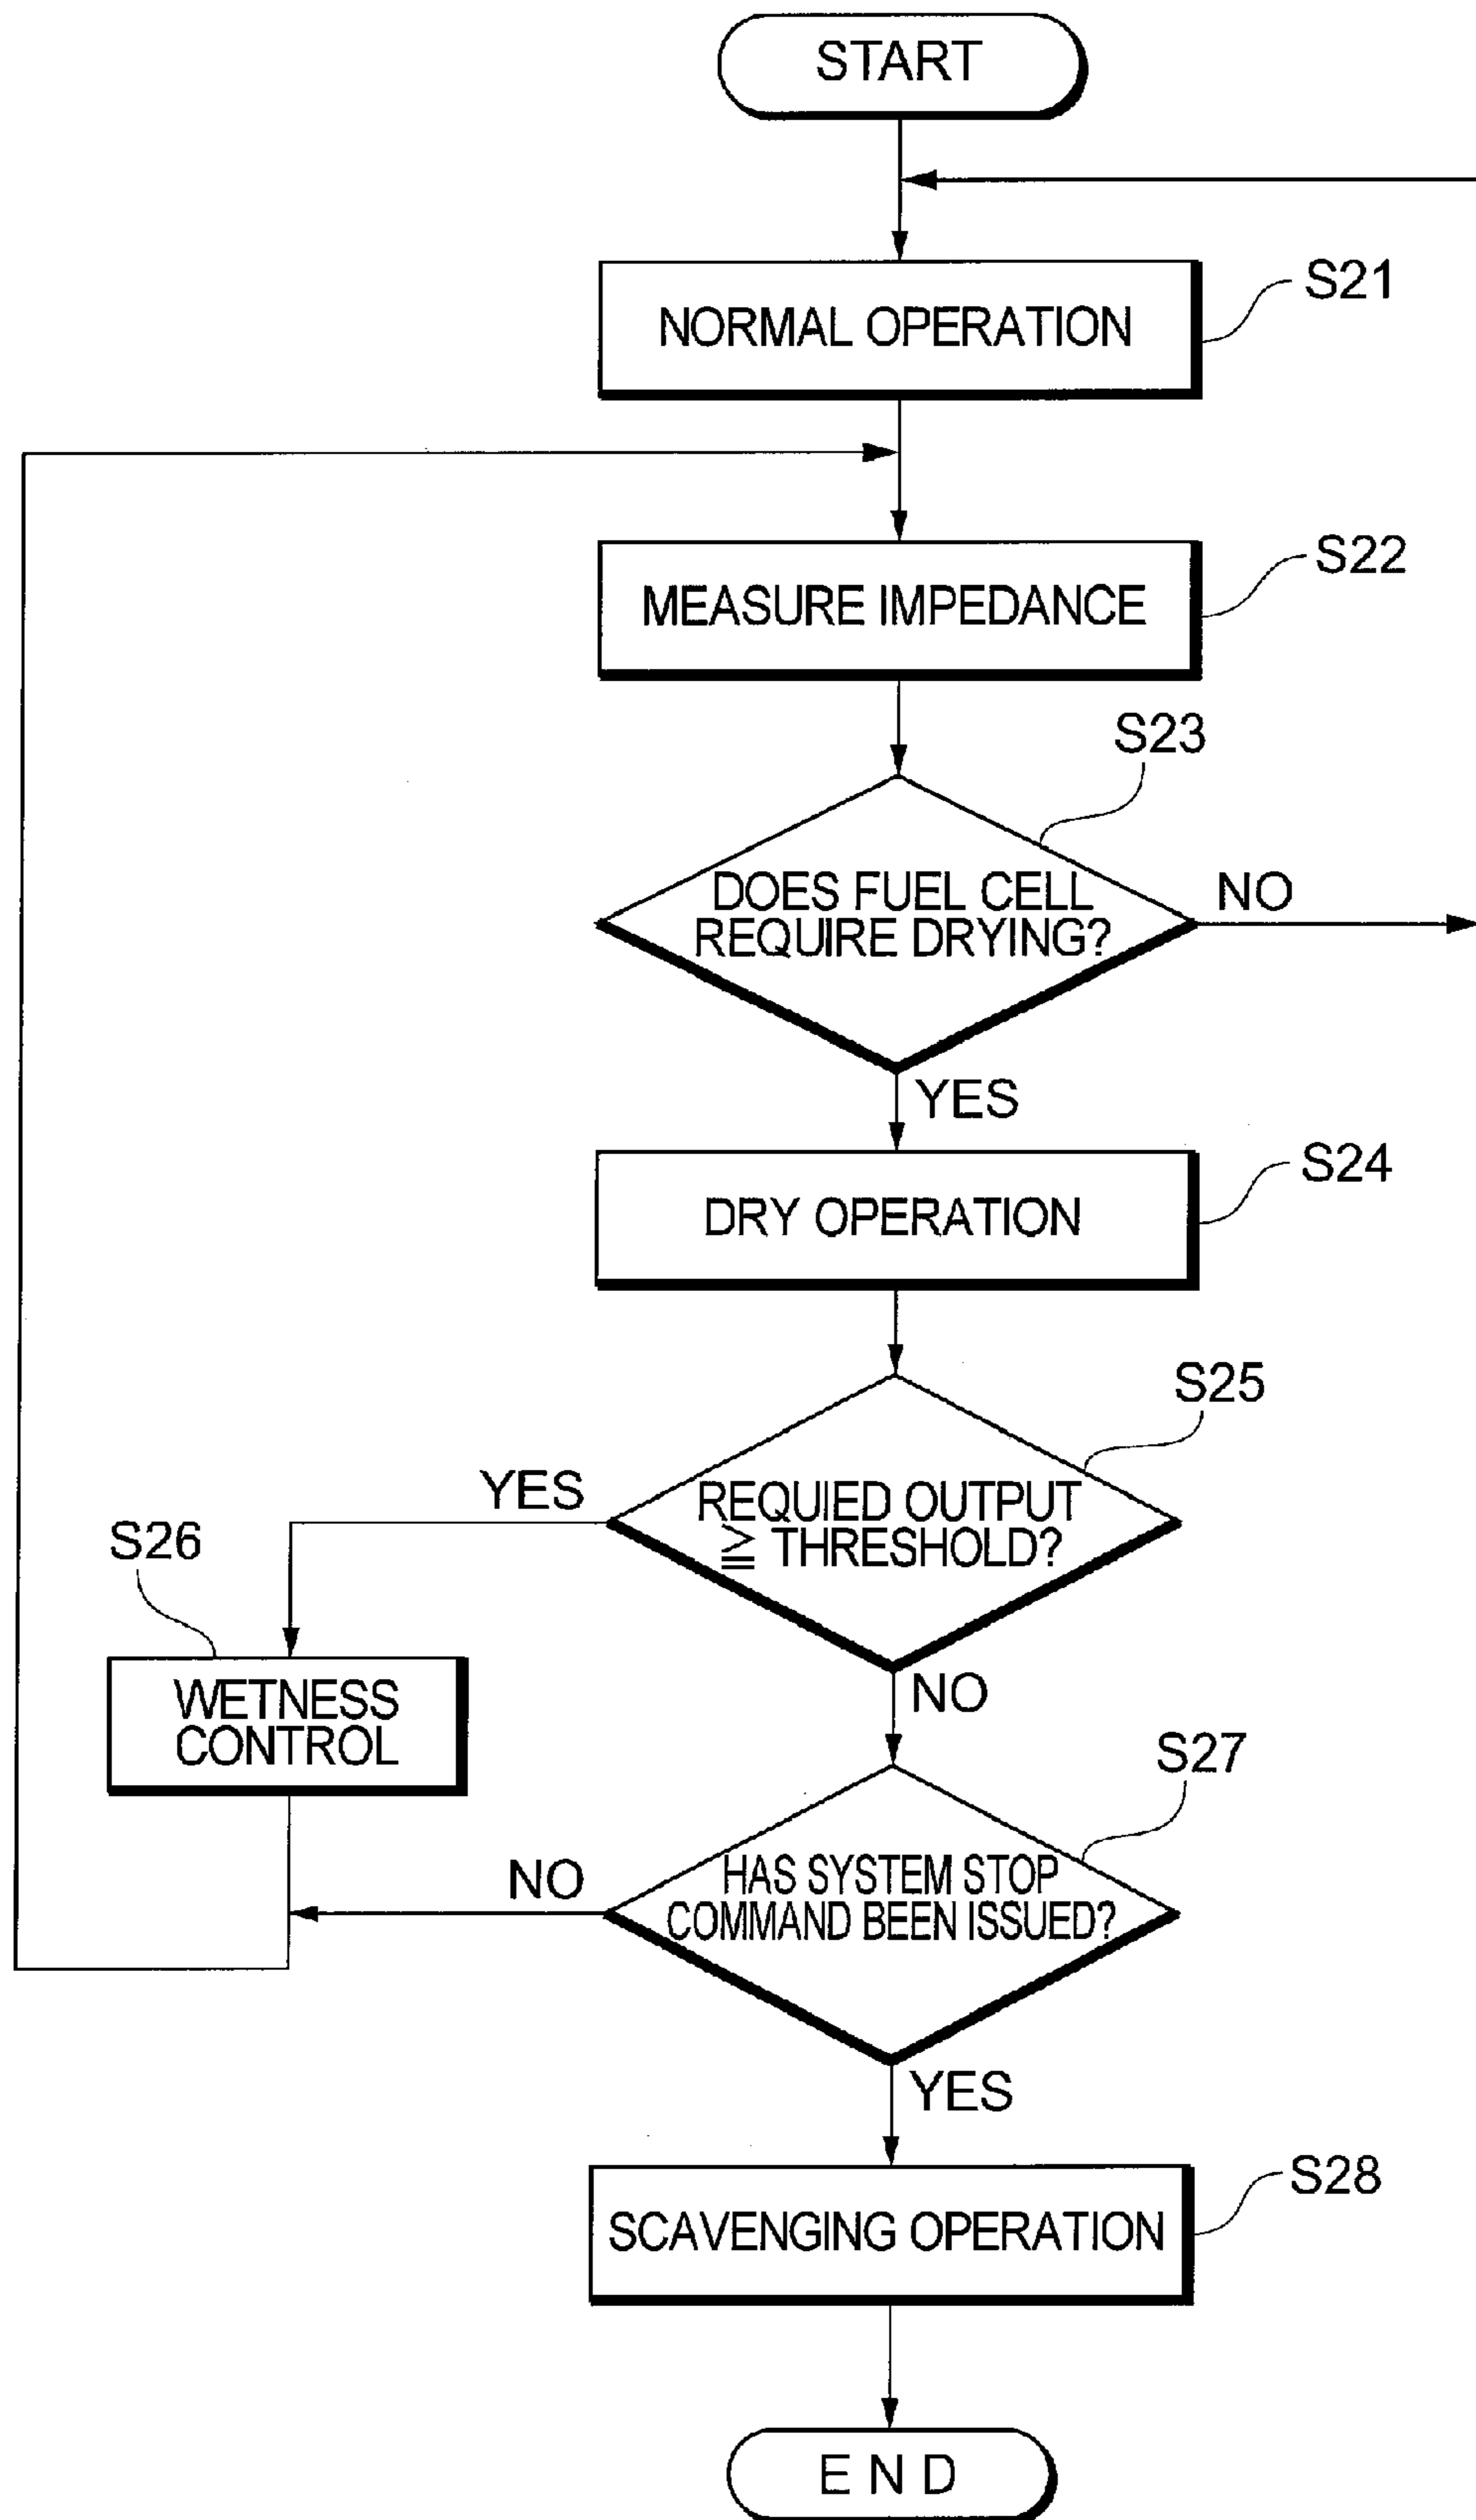 START
NORMAL OPERATION
S21
MEASURE IMPEDANCE
S22
S23
DOES FUEL CELL
REQUIRE DRYING?
NO
YES
DRY OPERATION
S24
S25
YES
REQUIED OUTPUT
≧ THRESHOLD?
S26
WETNESS
CONTROL
NO
S27
NO
HAS SYSTEM STOP
COMMAND BEEN ISSUED?
YES
SCAVENGING OPERATION
S28
END